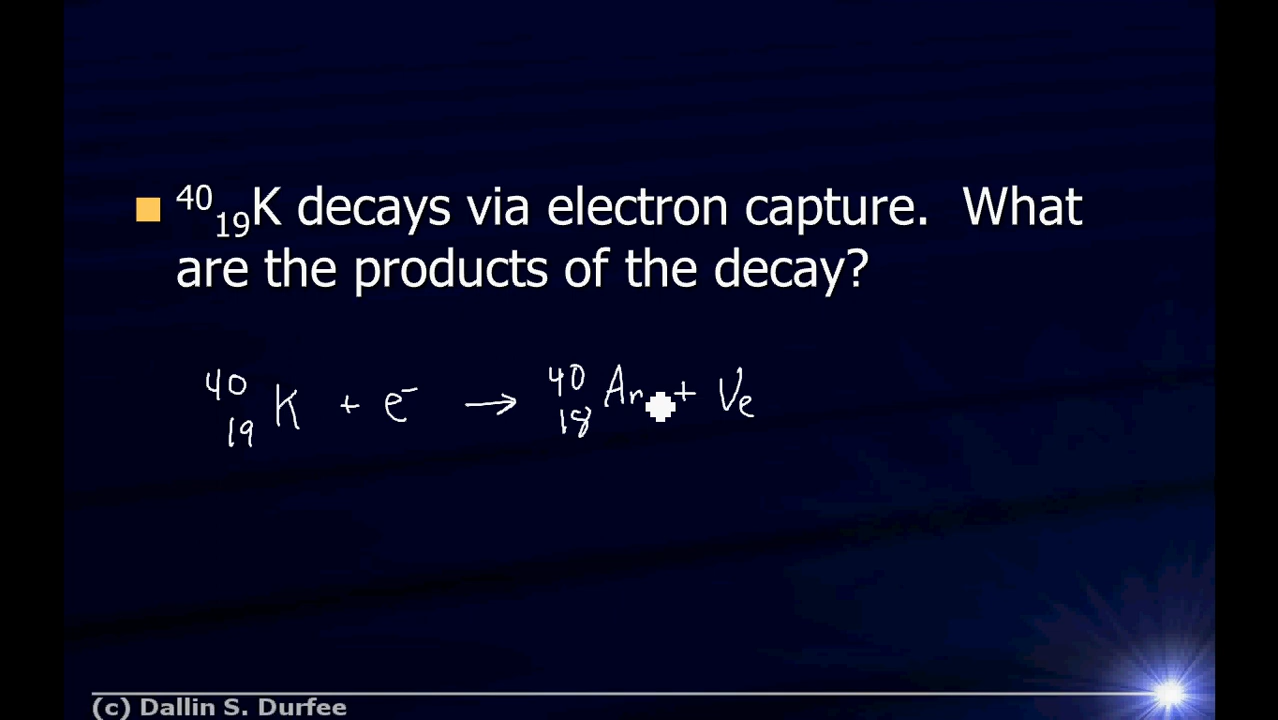 ■ ⁴⁰₁₉K decays via electron capture. What
are the products of the decay?
⁴⁰₁₉K + e⁻ → ⁴⁰₁₈Ar + νₑ
(c) Dallin S. Durfee